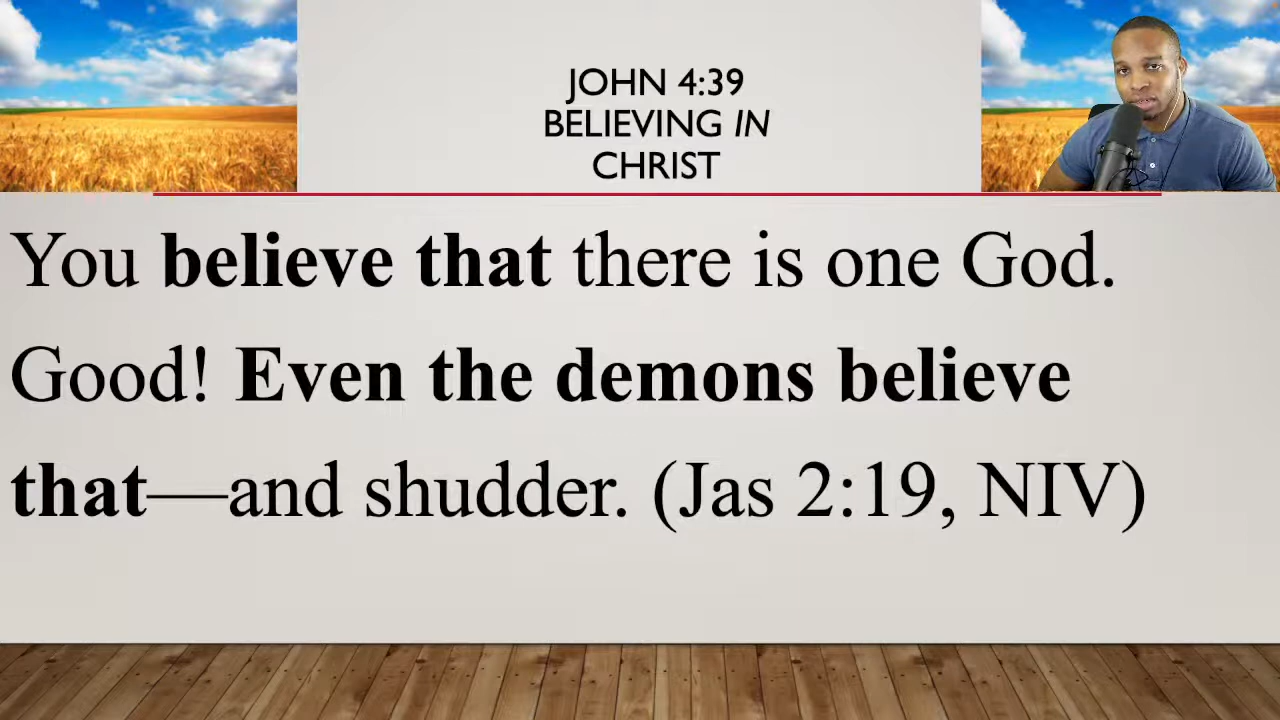 JOHN 4:39
BELIEVING IN
CHRIST
You believe that there is one God.
Good! Even the demons believe
that—and shudder. (Jas 2:19, NIV)